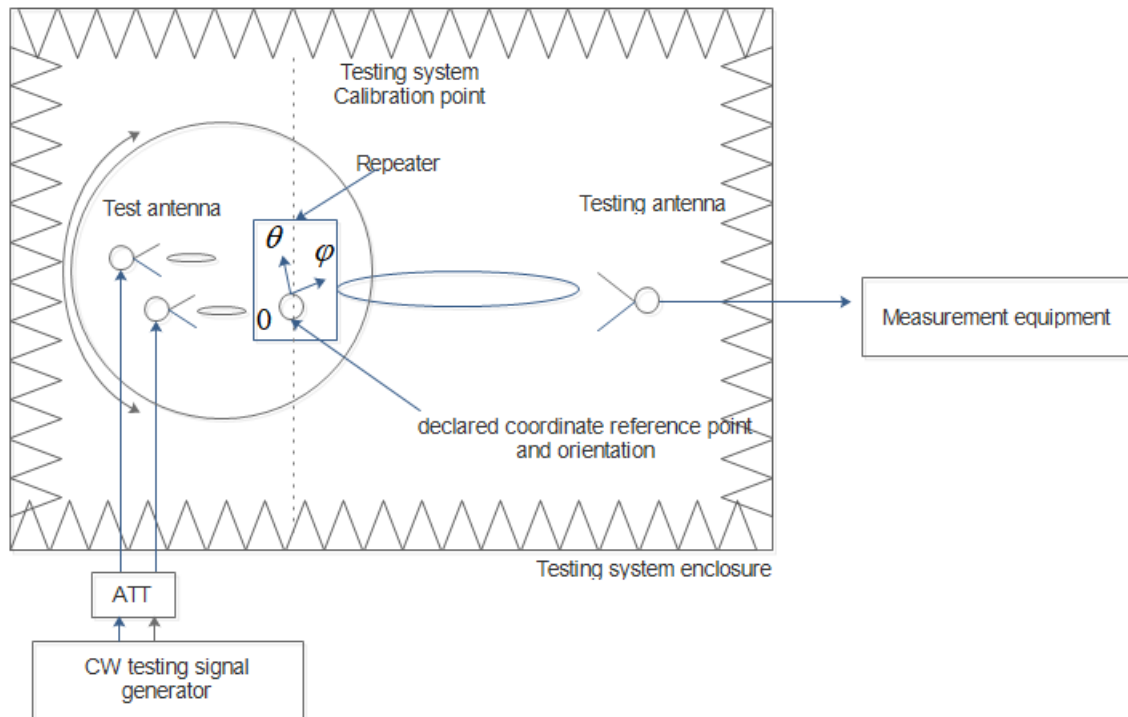 Testing system
Calibration point
Repeater
Test antenna
Testing antenna
θ
φ
0
Measurement equipment
declared coordinate reference point
and orientation
Testing system enclosure
ATT
CW testing signal
generator